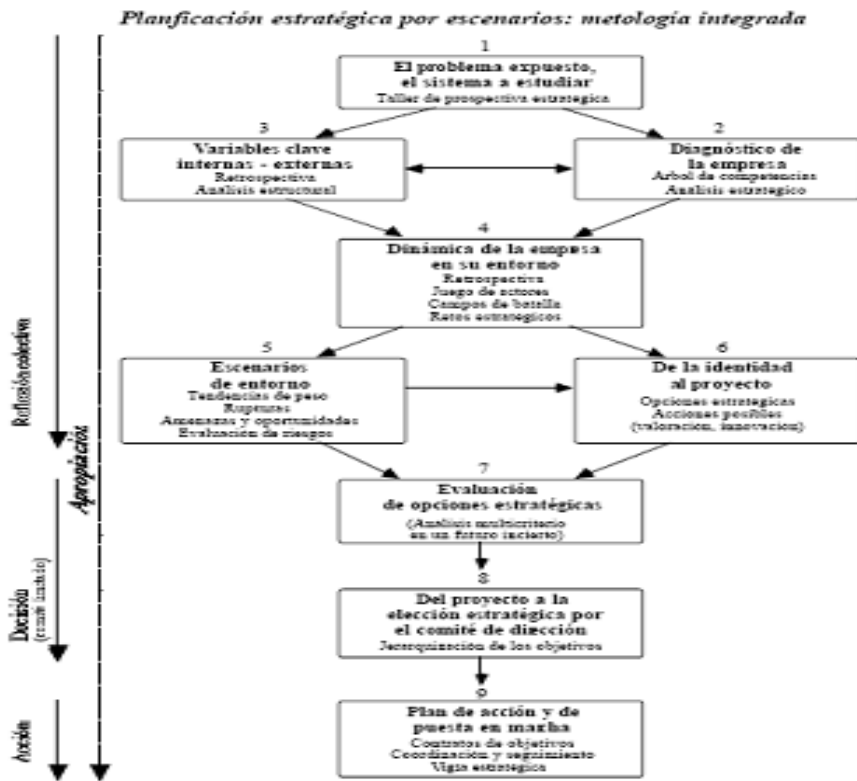 Planficación estratégica por escenarios: metología integrada
1
El problema expuesto,
el sistema a estudiar
Taller de prospectiva estratégica
3
Variables clave
internas - externas
Retrospectiva
Análisis estructural
2
Diagnóstico de
la empresa
Arbol de competencias
Análisis estratégico
4
Dinámica de la empresa
en su entorno
Retrospectiva
Juego de actores
Campos de batalla
Retos estratégicos
5
Escenarios
de entorno
Tendencias de peso
Rupturas
Amenazas y oportunidades
Evaluación de riesgos
6
De la identidad
al proyecto
Opciones estratégicas
Acciones posibles
(valoración, innovación)
7
Evaluación
de opciones estratégicas
(Análisis multicriterio
en un futuro incierto)
8
Del proyecto a la
elección estratégica por
el comité de dirección
Jerarquización de los objetivos
9
Plan de acción y de
puesta en marcha
Contratos de objetivos
Coordinación y seguimiento
Vigía estratégica
Reflexión colectiva
Apropiación
Decisión
(comité limitado)
Acción